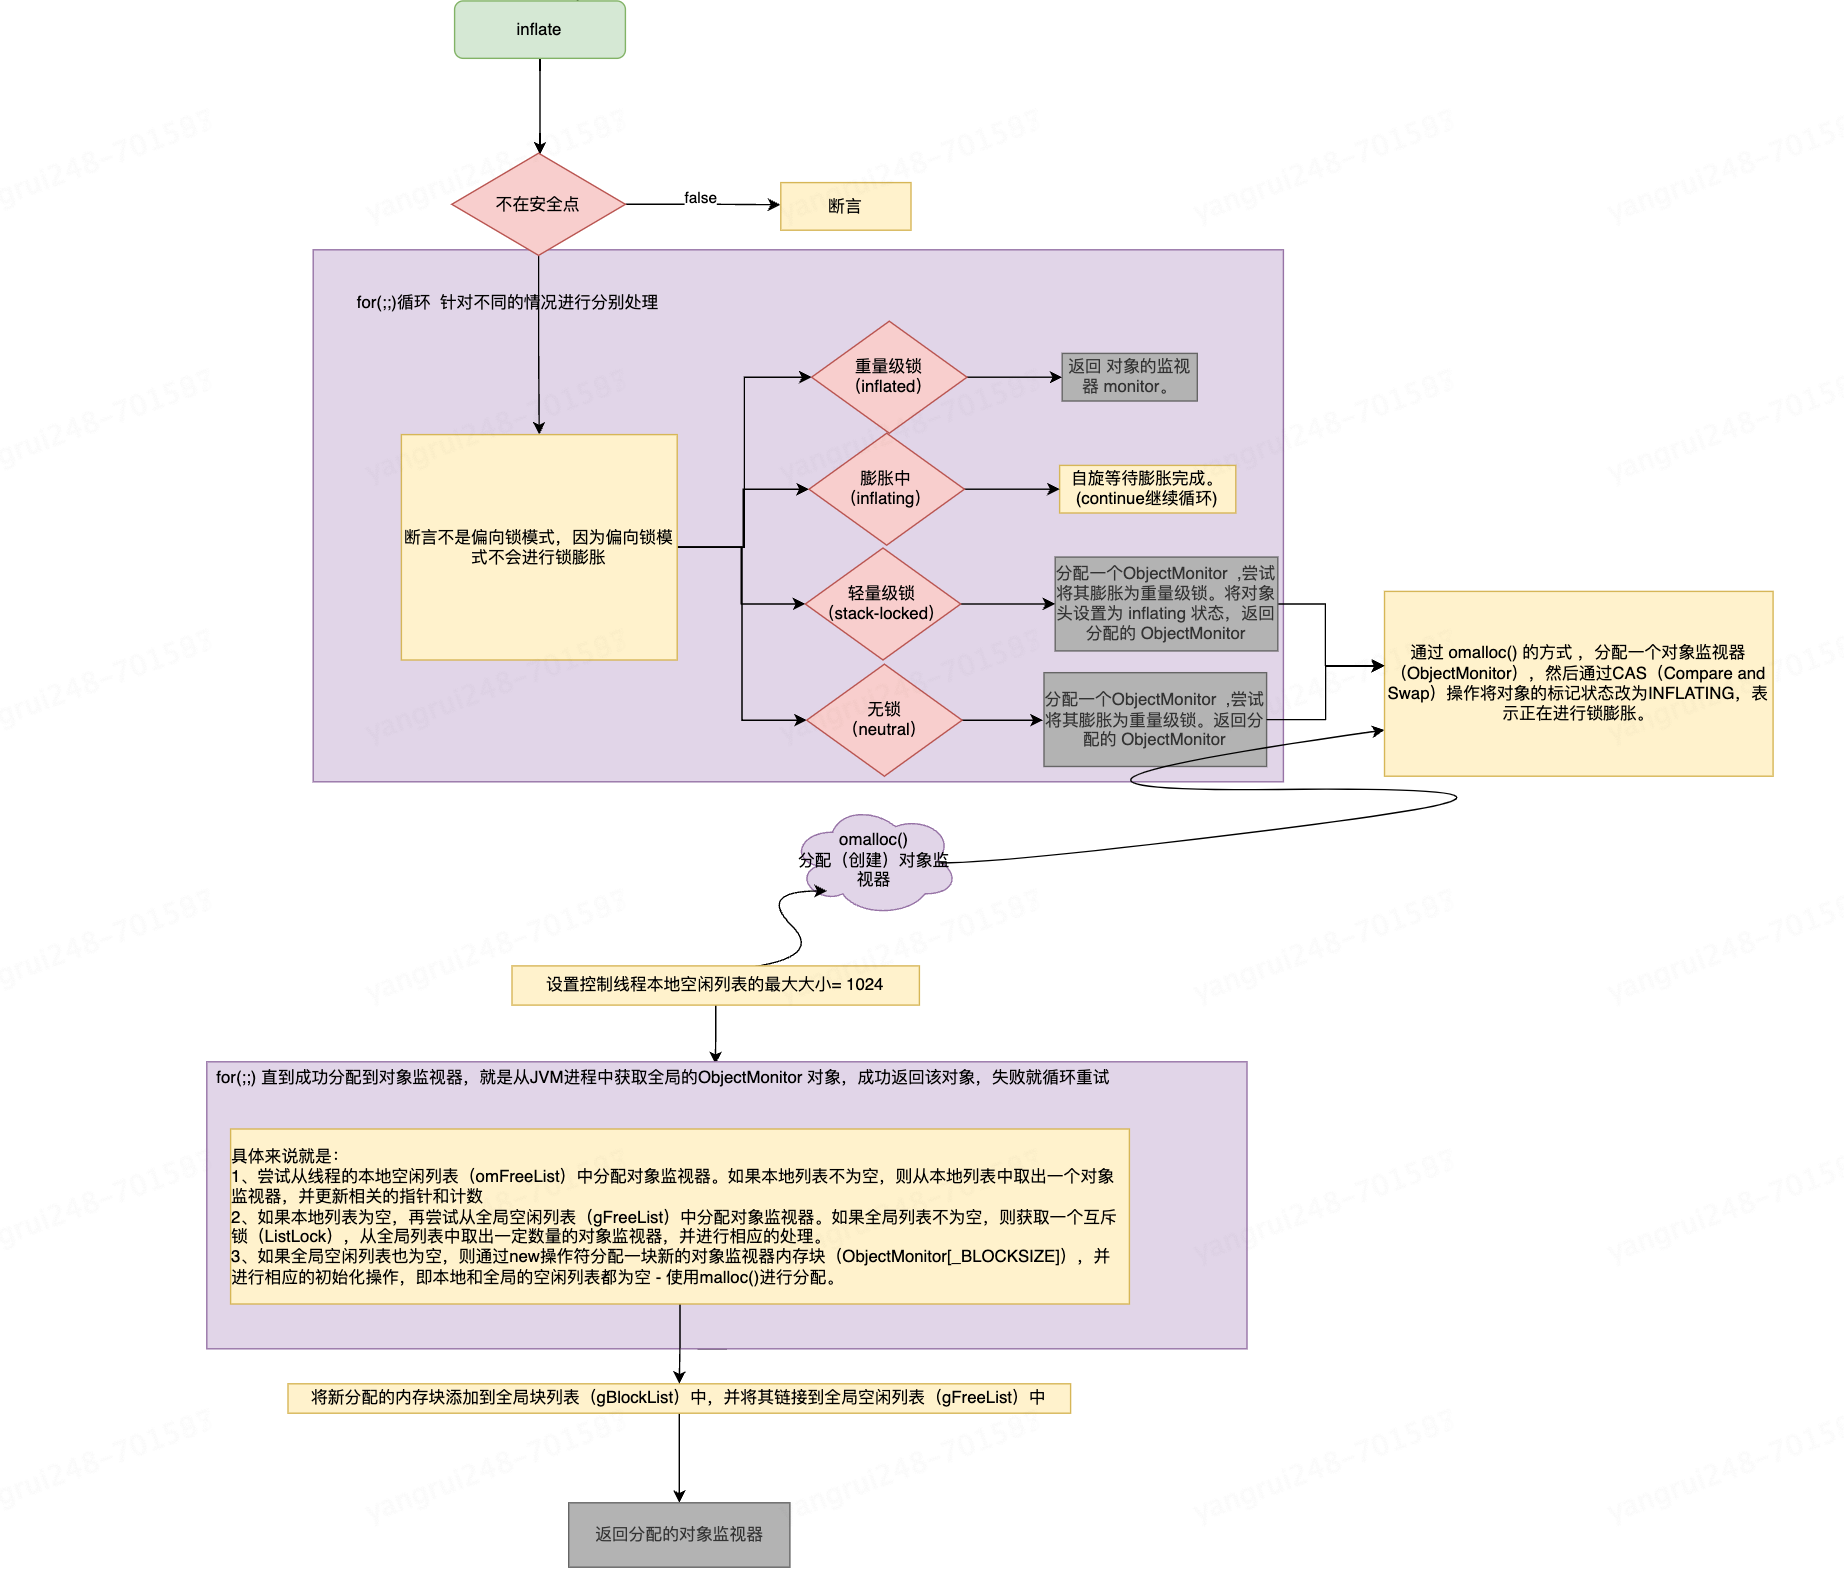 inflate
不在安全点
false
断言
for(;;)循环  针对不同的情况进行分别处理
重量级锁
（inflated）
返回 对象的监视
器 monitor。
膨胀中
（inflating）
自旋等待膨胀完成。
(continue继续循环)
断言不是偏向锁模式，因为偏向锁模
式不会进行锁膨胀
轻量级锁
（stack-locked）
分配一个ObjectMonitor ,尝试
将其膨胀为重量级锁。将对象
头设置为 inflating 状态，返回
分配的 ObjectMonitor
无锁
（neutral）
分配一个ObjectMonitor ,尝试
将其膨胀为重量级锁。返回分
配的 ObjectMonitor
通过 omalloc() 的方式 ，分配一个对象监视器
（ObjectMonitor），然后通过CAS（Compare and
Swap）操作将对象的标记状态改为INFLATING，表
示正在进行锁膨胀。
omalloc()
分配（创建）对象监
视器
设置控制线程本地空闲列表的最大大小= 1024
for(;;) 直到成功分配到对象监视器，就是从JVM进程中获取全局的ObjectMonitor 对象，成功返回该对象，失败就循环重试
具体来说就是：
1、尝试从线程的本地空闲列表（omFreeList）中分配对象监视器。如果本地列表不为空，则从本地列表中取出一个对象
监视器，并更新相关的指针和计数
2、如果本地列表为空，再尝试从全局空闲列表（gFreeList）中分配对象监视器。如果全局列表不为空，则获取一个互斥
锁（ListLock），从全局列表中取出一定数量的对象监视器，并进行相应的处理。
3、如果全局空闲列表也为空，则通过new操作符分配一块新的对象监视器内存块（ObjectMonitor[_BLOCKSIZE]），并
进行相应的初始化操作，即本地和全局的空闲列表都为空 - 使用malloc()进行分配。
将新分配的内存块添加到全局块列表（gBlockList）中，并将其链接到全局空闲列表（gFreeList）中
返回分配的对象监视器